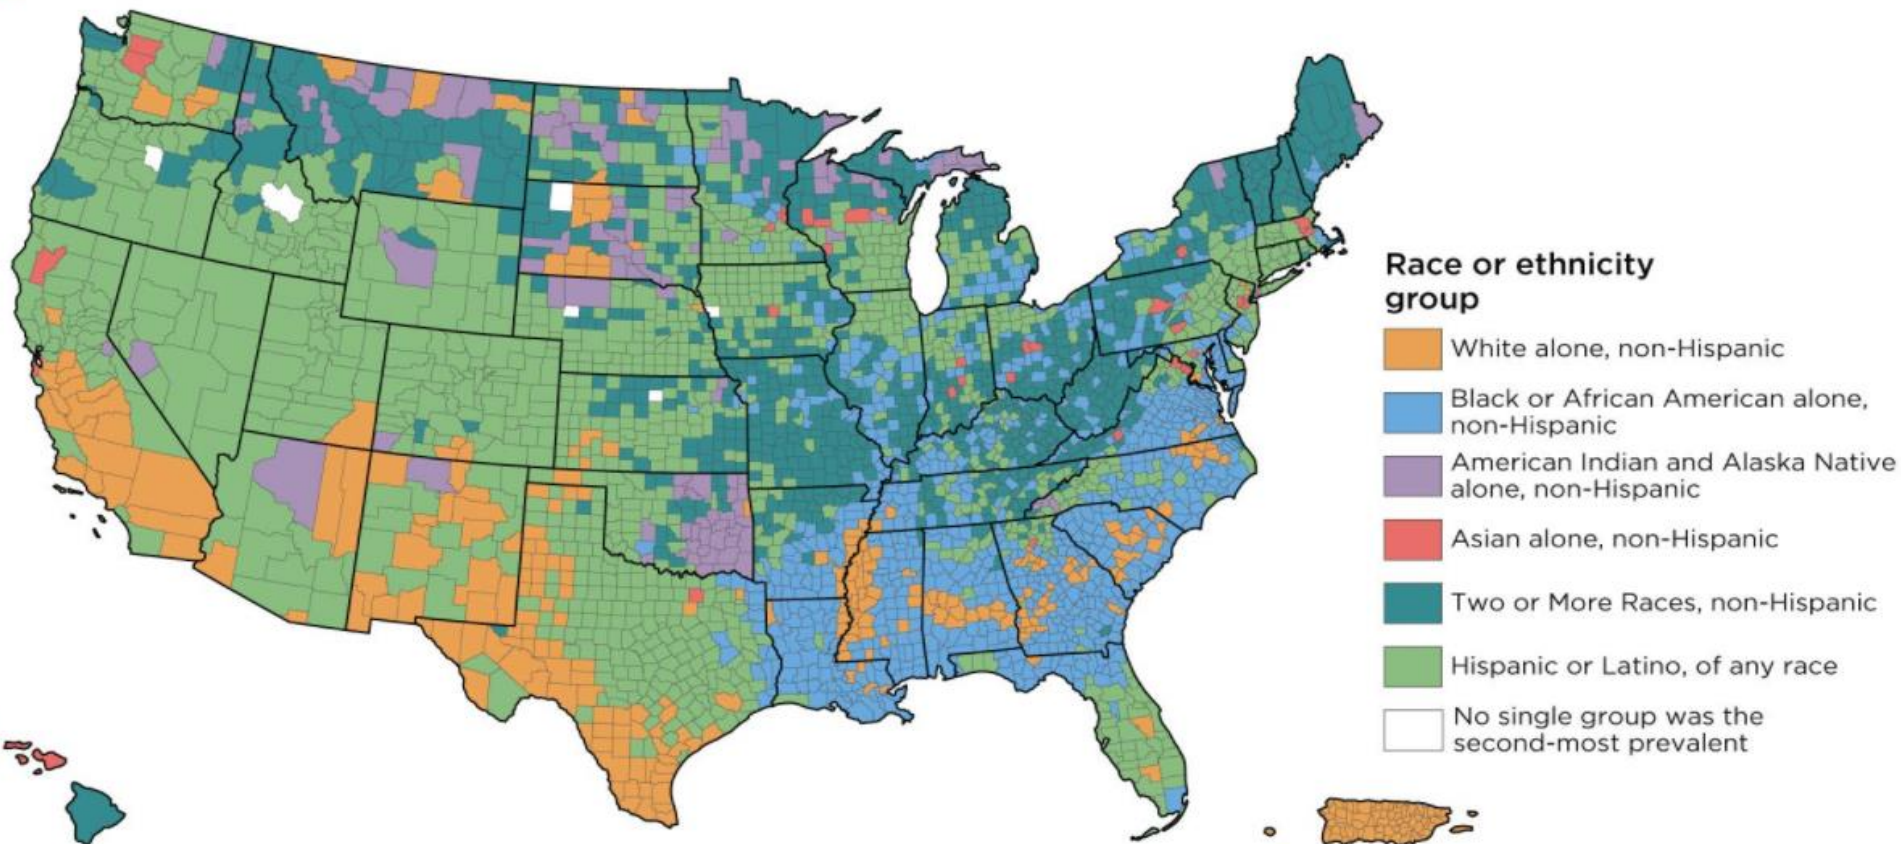 Race or ethnicity
group
White alone, non-Hispanic
Black or African American alone,
non-Hispanic
American Indian and Alaska Native
alone, non-Hispanic
Asian alone, non-Hispanic
Two or More Races, non-Hispanic
Hispanic or Latino, of any race
No single group was the
second-most prevalent